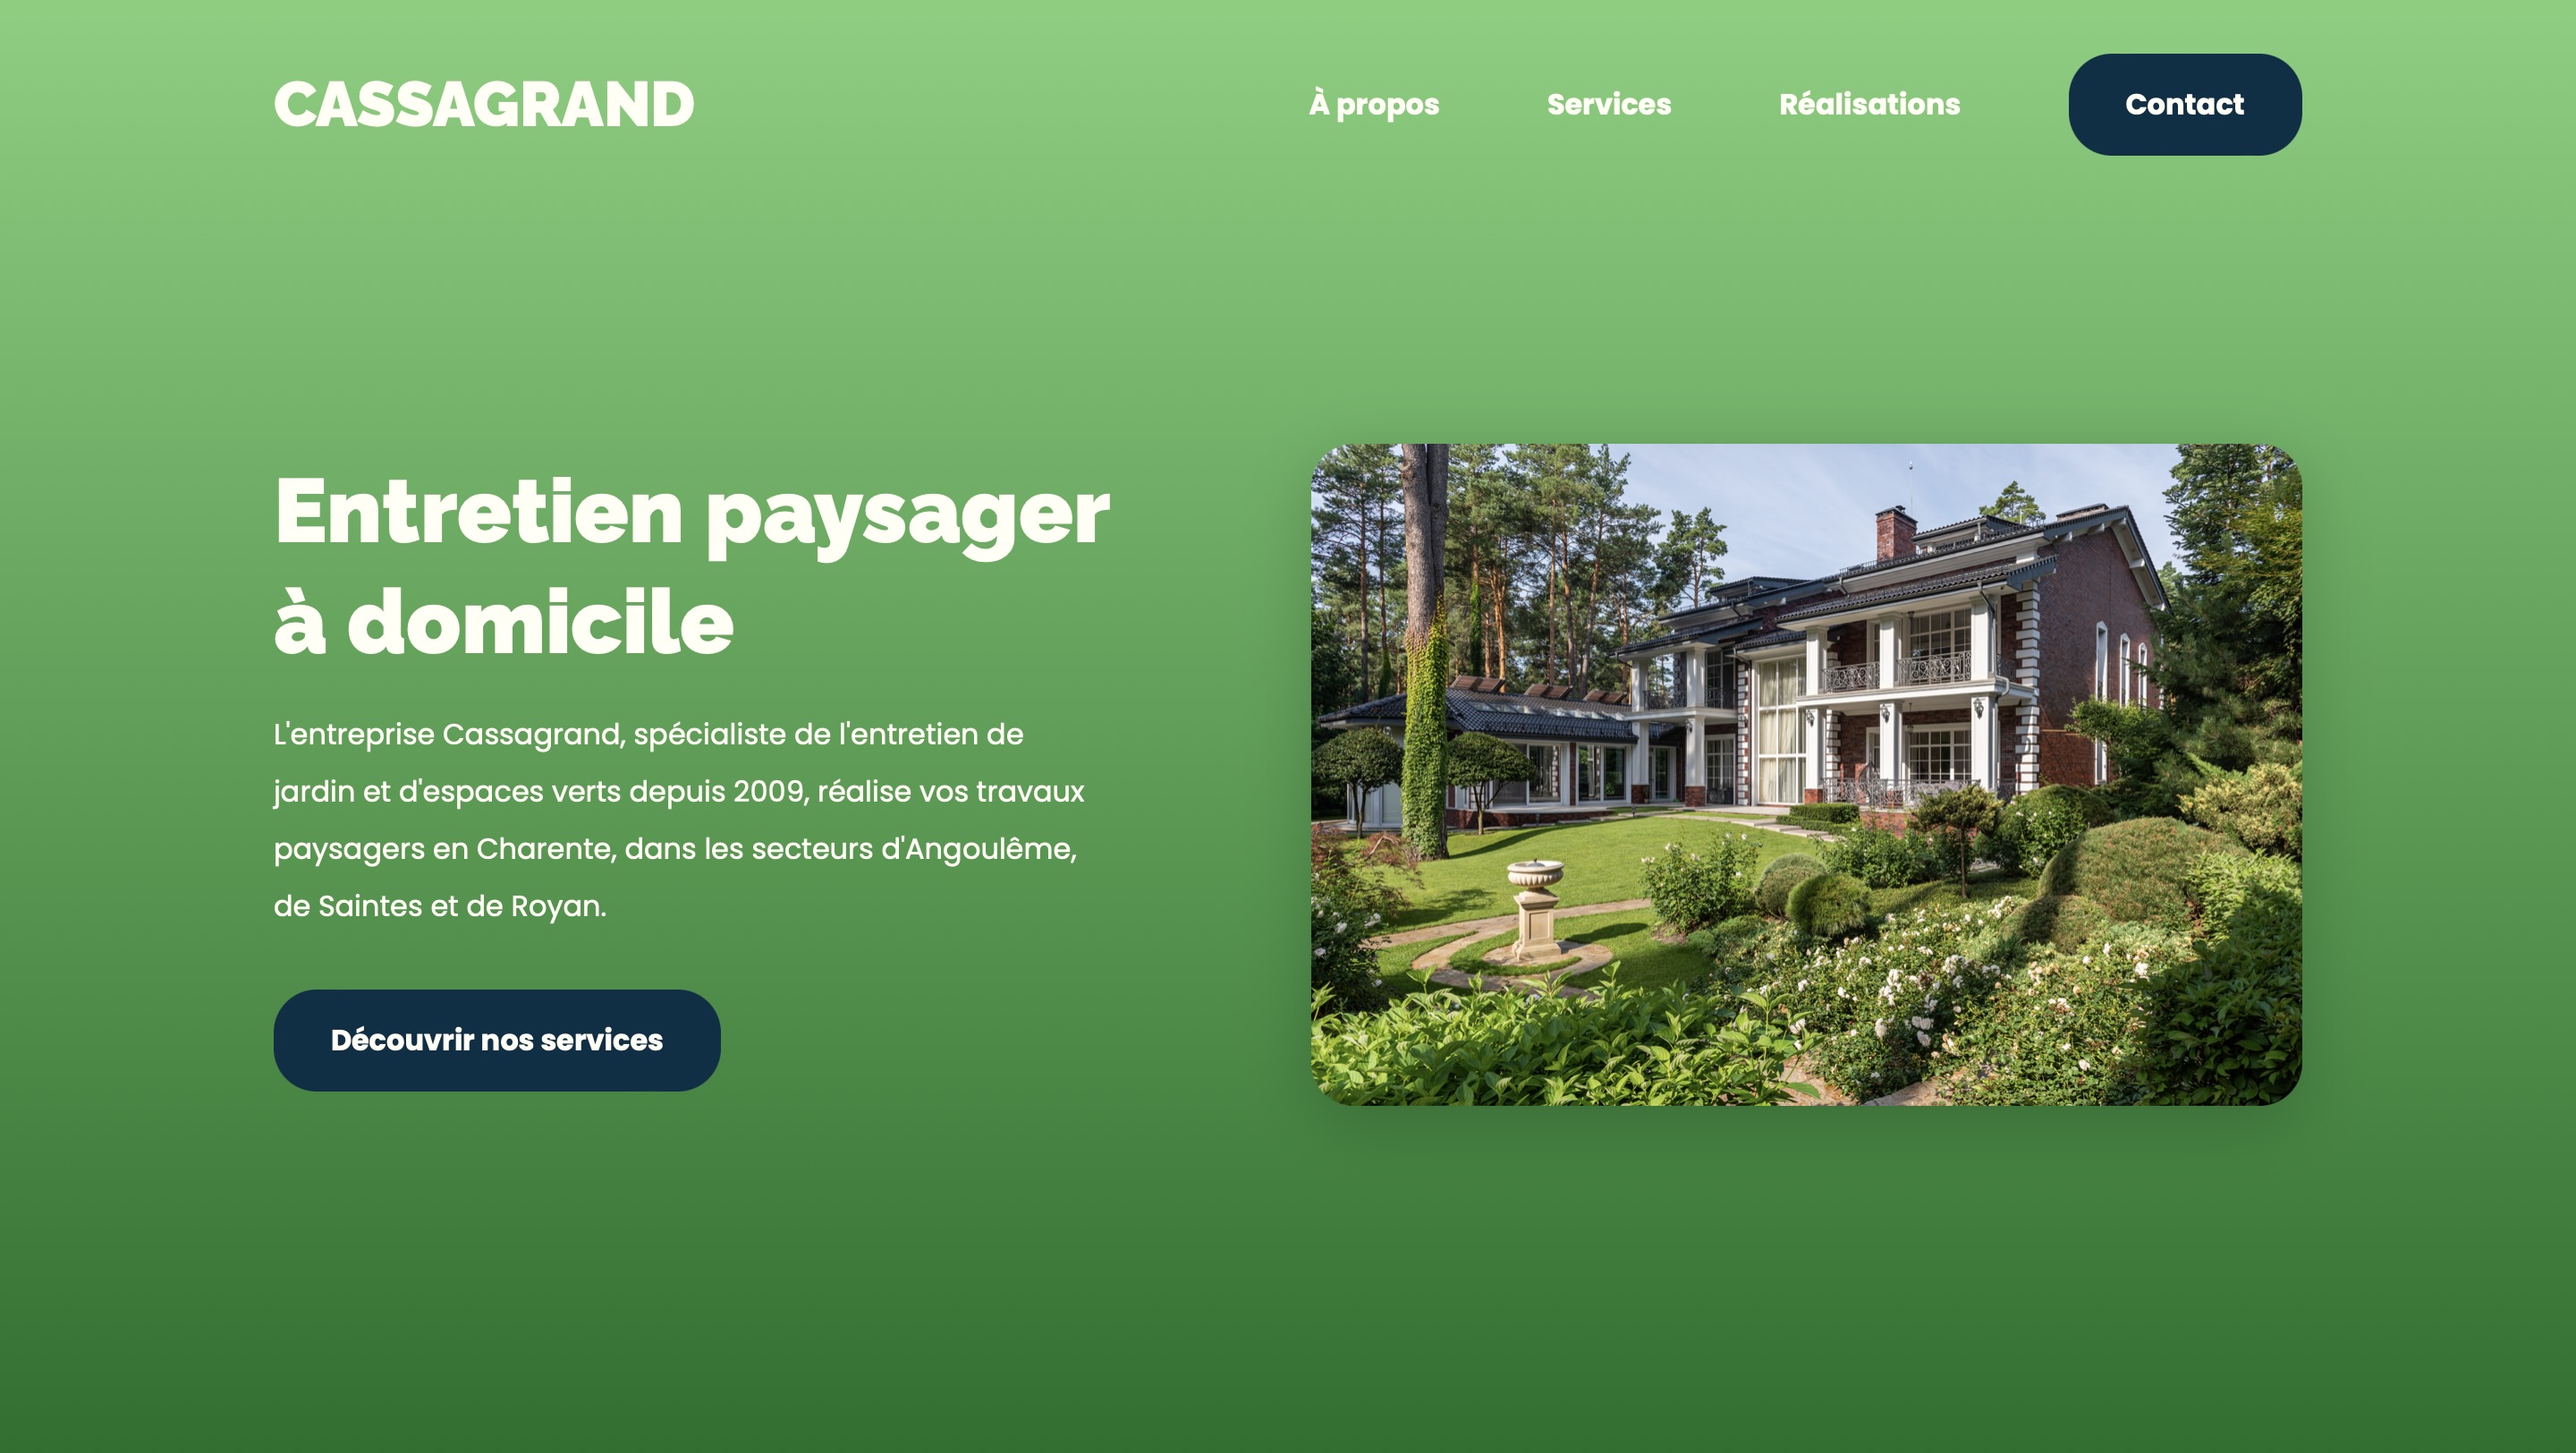 CASSAGRAND
À propos
Services
Réalisations
Contact
Entretien paysager
à domicile
L'entreprise Cassagrand, spécialiste de l'entretien de
jardin et d'espaces verts depuis 2009, réalise vos travaux
paysagers en Charente, dans les secteurs d'Angoulême,
de Saintes et de Royan.
Découvrir nos services